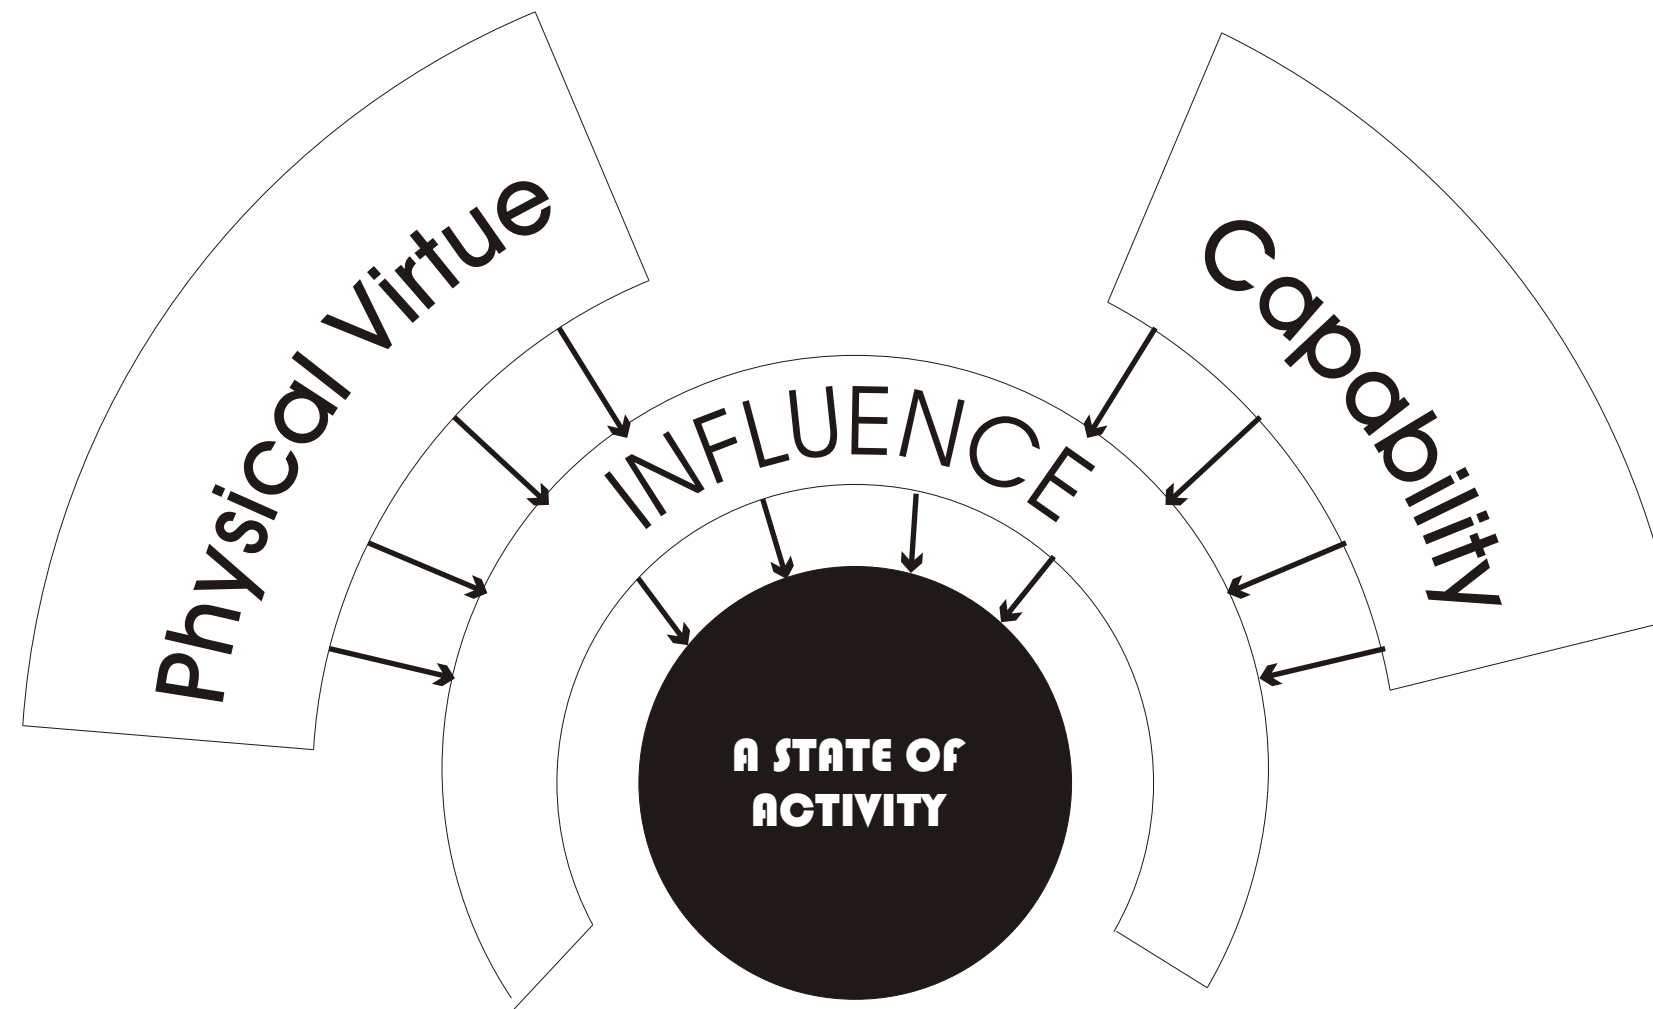 Physical Virtue
Capability
INFLUENCE
A STATE OF
ACTIVITY